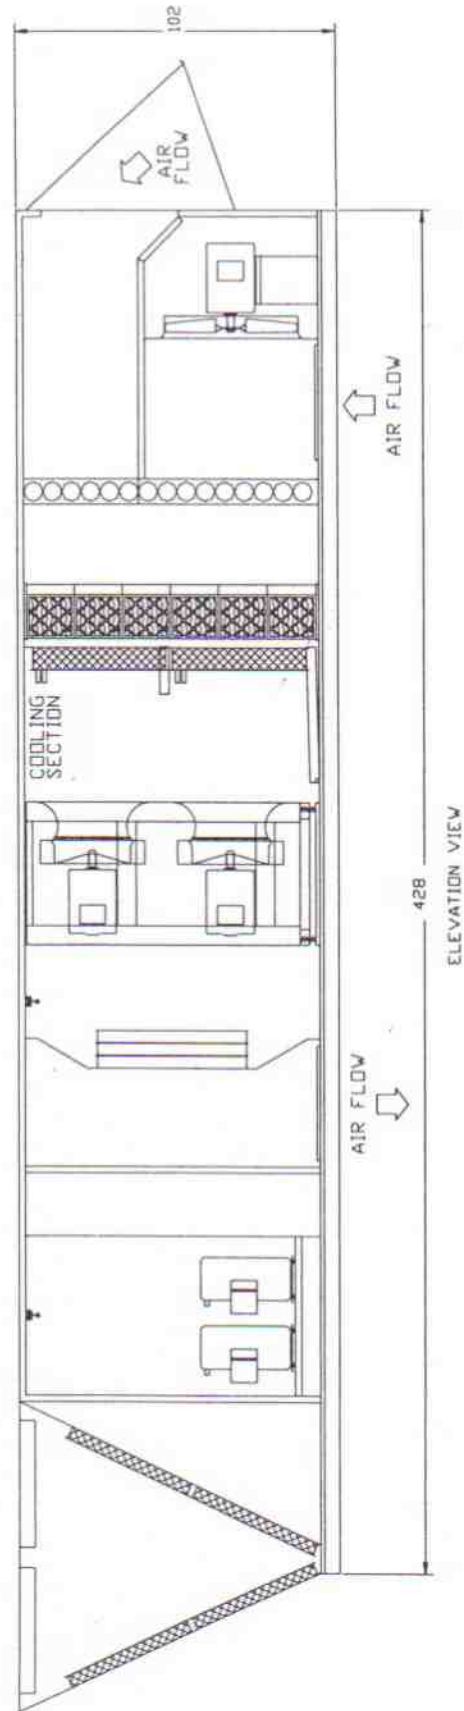 102
AIR
FLOW
AIR FLOW
COOLING
SECTION
428
AIR FLOW
ELEVATION VIEW